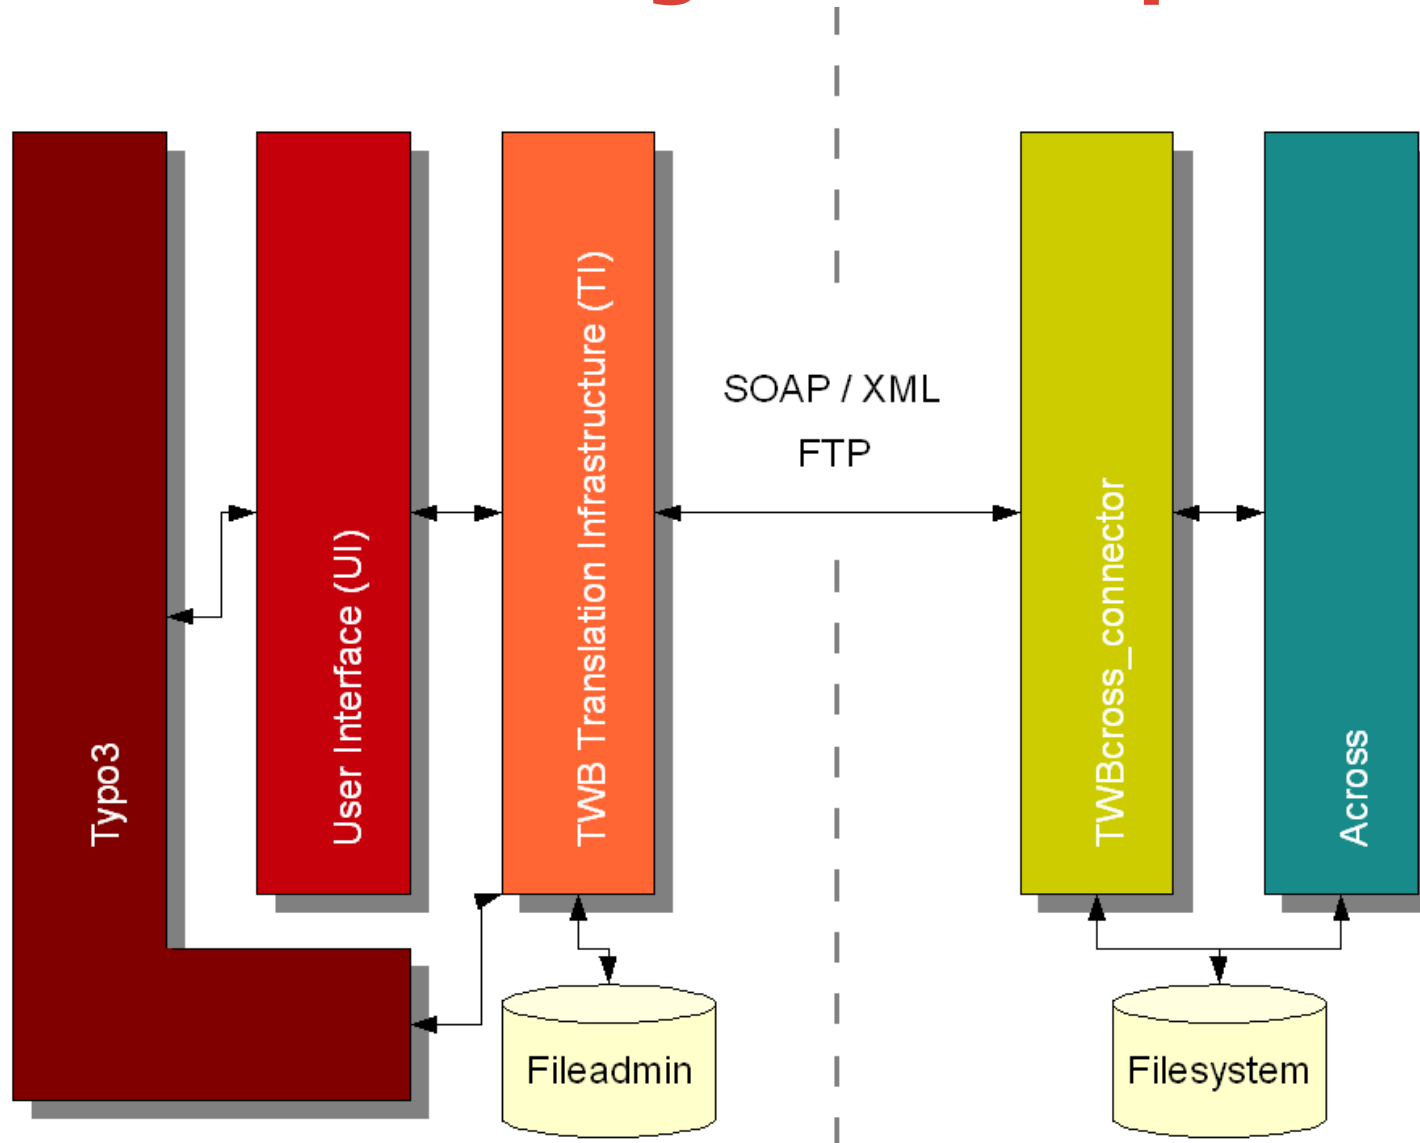 Typo3
User Interface (UI)
TWB Translation Infrastructure (TI)
SOAP / XML
FTP
TWBcross_connector
Across
Fileadmin
Filesystem